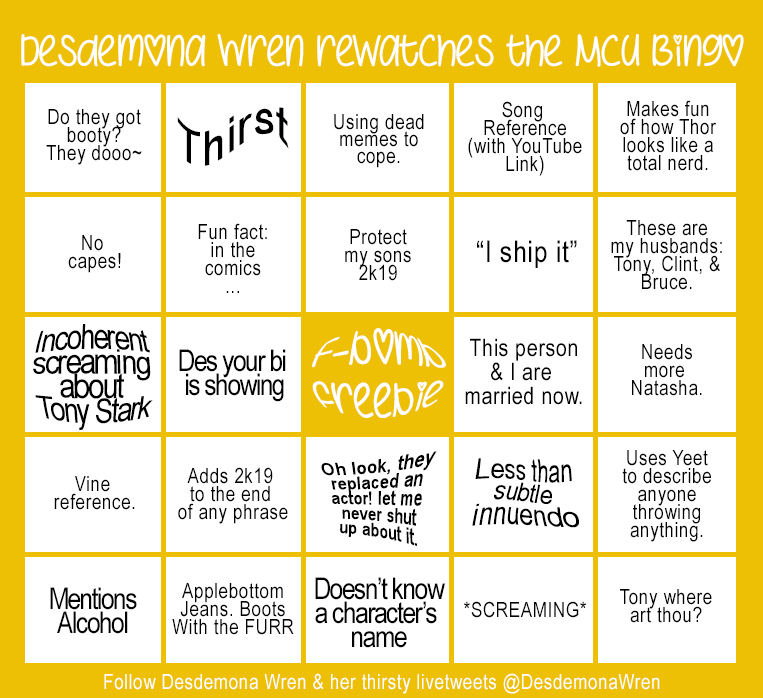 Desdemona Wren rewatches the MCU Bingo
Do they got
booty?
They dooo~
Thirst
Using dead
memes to
cope.
Song
Reference
(with YouTube
Link)
Makes fun
of how Thor
looks like a
total nerd.
No
capes!
Fun fact:
in the
comics
...
Protect
my sons
2k19
“I ship it”
These are
my husbands:
Tony, Clint, &
Bruce.
Incoherent
screaming
about
Tony Stark
Des your bi
is showing
F-bomb
freebie
This person
& I are
married now.
Needs
more
Natasha.
Vine
reference.
Adds 2k19
to the end
of any phrase
Oh look, they
replaced an
actor! let me
never shut
up about it.
Less than
subtle
innuendo
Uses Yeet
to describe
anyone
throwing
anything.
Mentions
Alcohol
Applebottom
Jeans. Boots
With the FURR
Doesn’t know
a character’s
name
*SCREAMING*
Tony where
art thou?
Follow Desdemona Wren & her thirsty livetweets @DesdemonaWren